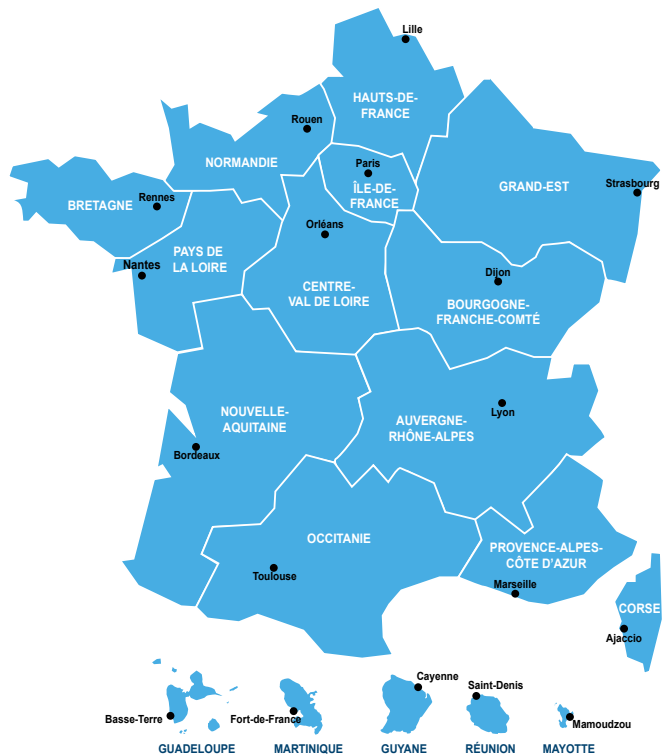 Lille
HAUTS-DE-
FRANCE
Rouen
NORMANDIE
Paris
ÎLE-DE-
FRANCE
GRAND-EST
Strasbourg
Rennes
BRETAGNE
Orléans
PAYS DE
LA LOIRE
Nantes
CENTRE-
VAL DE LOIRE
Dijon
BOURGOGNE-
FRANCHE-COMTÉ
NOUVELLE-
AQUITAINE
Bordeaux
Lyon
AUVERGNE-
RHÔNE-ALPES
OCCITANIE
Toulouse
PROVENCE-ALPES-
CÔTE D'AZUR
Marseille
CORSE
Ajaccio
Basse-Terre
GUADELOUPE
Fort-de-France
MARTINIQUE
Cayenne
GUYANE
Saint-Denis
RÉUNION
Mamoudzou
MAYOTTE